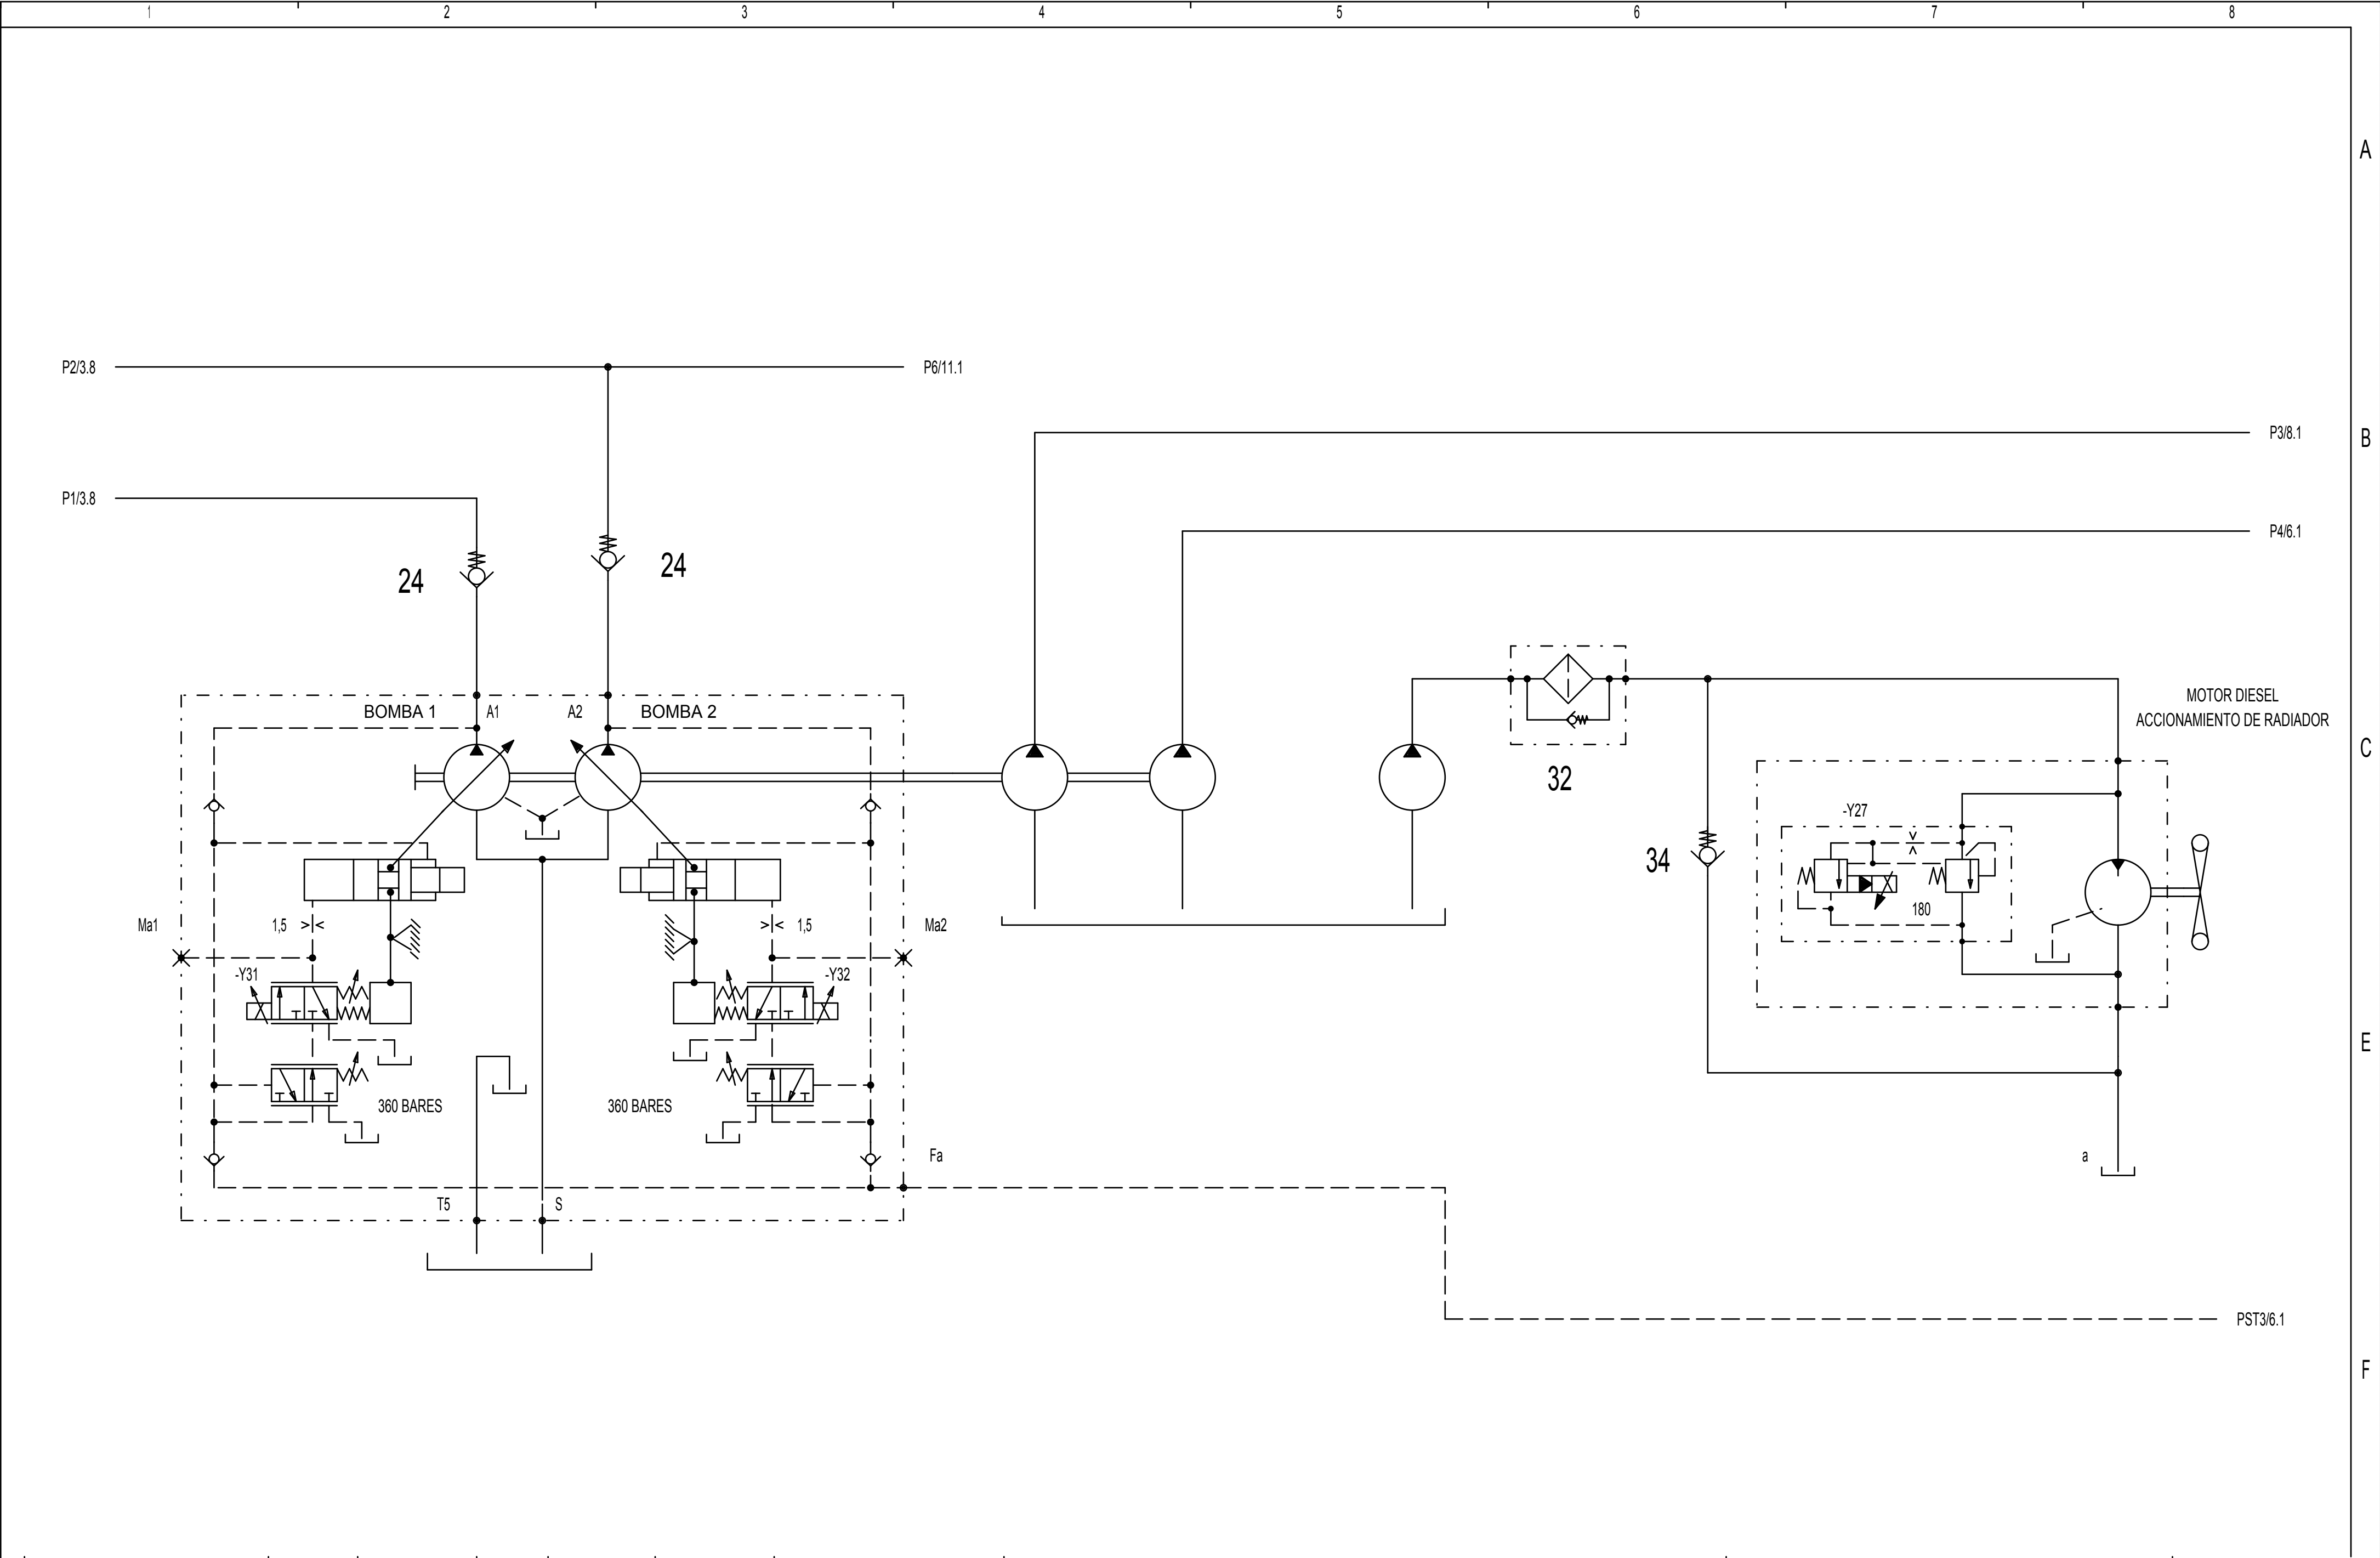 1 2 3 4 5 6 7 8
A
P2/3.8 P6/11.1
P3/8.1
B
P1/3.8
P4/6.1
24
24
MOTOR DIESEL
ACCIONAMIENTO DE RADIADOR
BOMBA 1 A1 A2 BOMBA 2
C
32
-Y27
34
180
Ma1 1,5 1,5 Ma2
-Y31 -Y32
E
360 BARES 360 BARES
Fa
a
T5 S
PST3/6.1
F